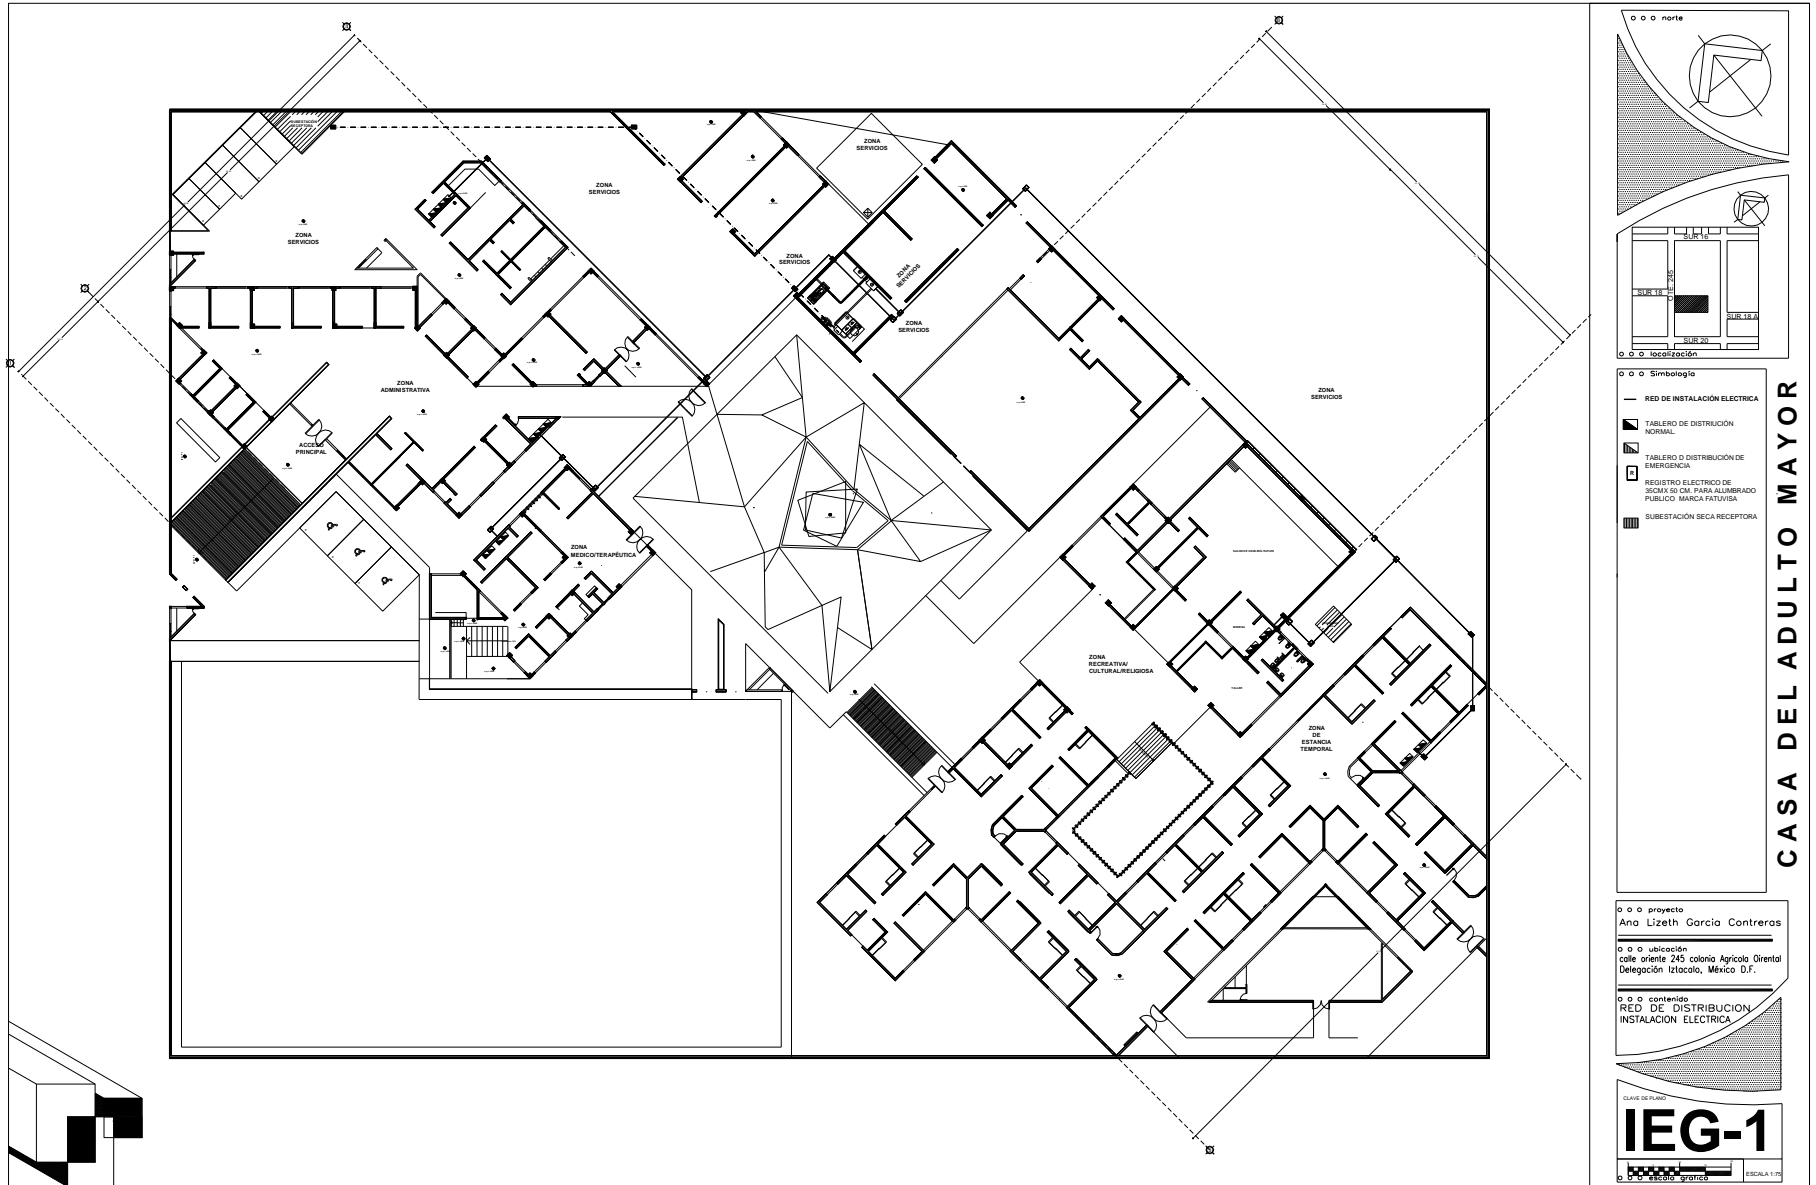 SUBESTACIÓN
RECEPTORA
ZONA
SERVICIOS
ZONA
SERVICIOS
ZONA
SERVICIOS
ZONA
SERVICIOS
ZONA
SERVICIOS
ZONA
SERVICIOS
ZONA
SERVICIOS
ZONA
ADMINISTRATIVA
ACCESO
PRINCIPAL
ZONA
MEDICO/TERAPÉUTICA
ZONA
RECREATIVA/
CULTURAL/RELIGIOSA
TALLER
ZONA
DE
ESTANCIA
TEMPORAL
norte
SUR 16
OTE. 245
SUR 18
SUR 18 A
SUR 20
localización
Simbología
RED DE INSTALACIÓN ELECTRICA
TABLERO DE DISTRIUCIÓN
NORMAL.
TABLERO D DISTRIBUCIÓN DE
EMERGENCIA
R
REGISTRO ELECTRICO DE
35CMX 50 CM. PARA ALUMBRADO
PUBLICO MARCA FATUVISA
SUBESTACIÓN SECA RECEPTORA
CASA DEL ADULTO MAYOR
proyecto
Ana Lizeth Garcia Contreras
ubicación
calle oriente 245 colonia Agricola Oirental
Delegación Iztacalo, México D.F.
contenido
RED DE DISTRIBUCION
INSTALACION ELECTRICA
CLAVE DE PLANO
IEG-1
ESCALA 1:75
escala grafica